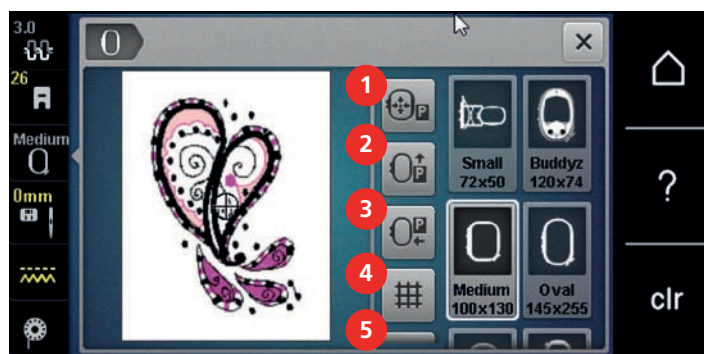 3.0
26
Medium
0mm
1
P
2
P
3
P
4
5
Small
72x50
Buddyz
120x74
Medium
100x130
Oval
145x255
?
clr